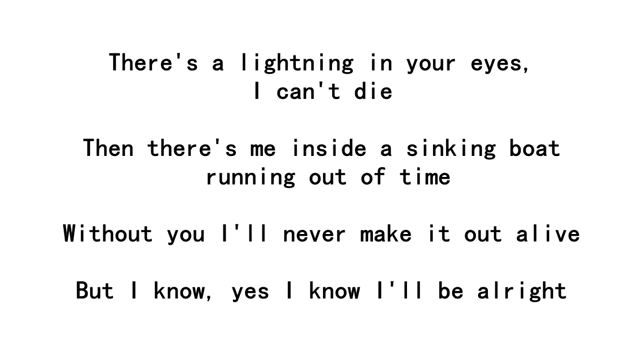 There's a lightning in your eyes,
I can't die
Then there's me inside a sinking boat
running out of time
Without you I'll never make it out alive
But I know, yes I know I'll be alright